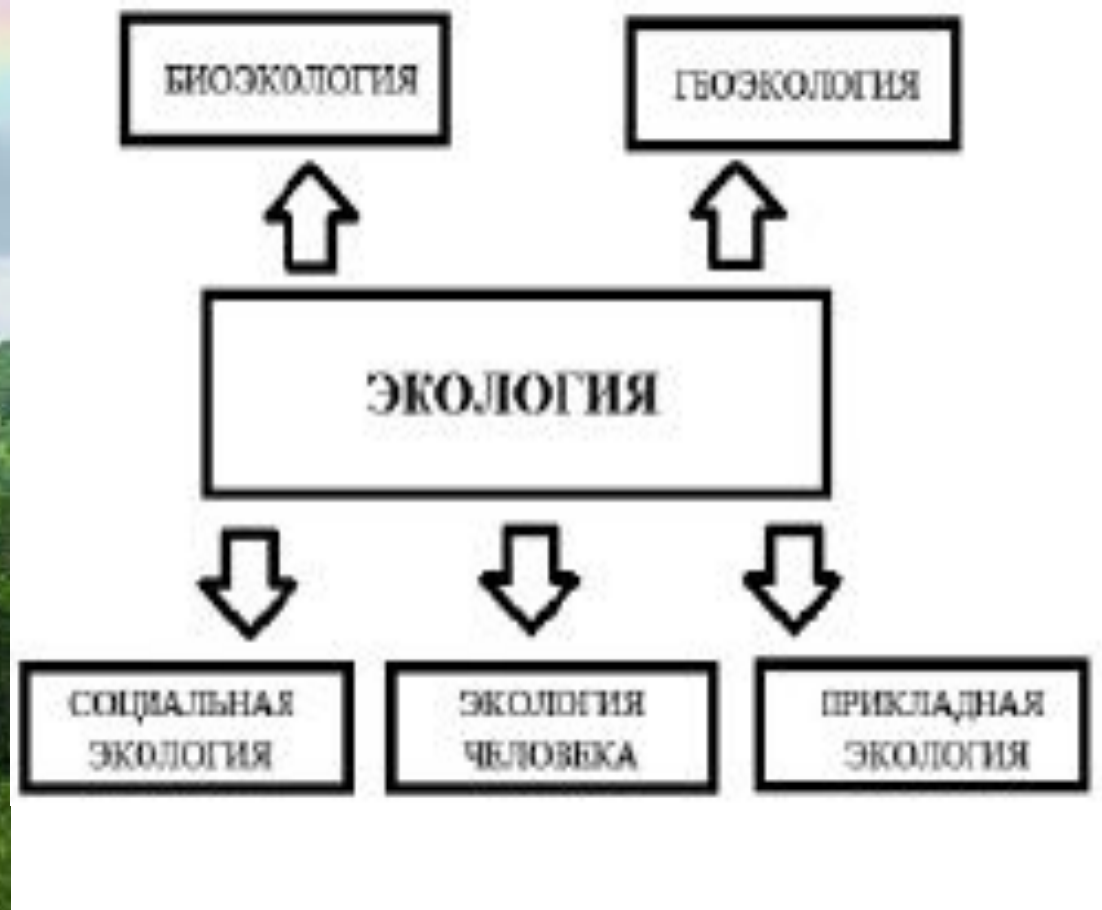 БИОЭКОЛОГИЯ
ГЕОЭКОЛОГИЯ
ЭКОЛОГИЯ
СОЦИАЛЬНАЯ
ЭКОЛОГИЯ
ЭКОЛОГИЯ
ЧЕЛОВЕКА
ПРИКЛАДНАЯ
ЭКОЛОГИЯ